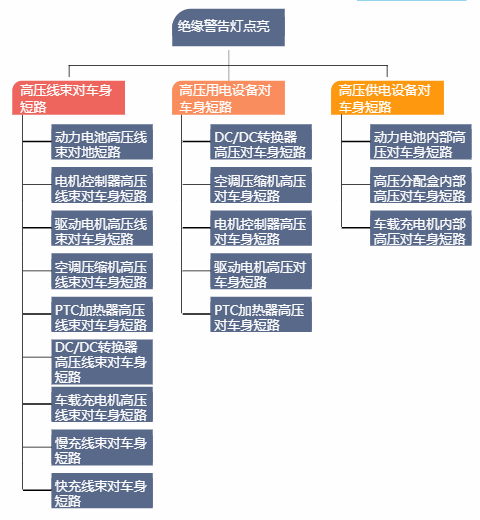 绝缘警告灯点亮
高压线束对车身
短路
动力电池高压线
束对地短路
电机控制器高压
线束对车身短路
驱动电机高压线
束对车身短路
空调压缩机高压
线束对车身短路
PTC加热器高压
线束对车身短路
DC/DC转换器
高压线束对车身
短路
车载充电机高压
线束对车身短路
慢充线束对车身
短路
快充线束对车身
短路
高压用电设备对
车身短路
DC/DC转换器
高压对车身短路
空调压缩机高压
对车身短路
电机控制器高压
对车身短路
驱动电机高压对
车身短路
PTC加热器高压
对车身短路
高压供电设备对
车身短路
动力电池内部高
压对车身短路
高压分配盒内部
高压对车身短路
车载充电机内部
高压对车身短路